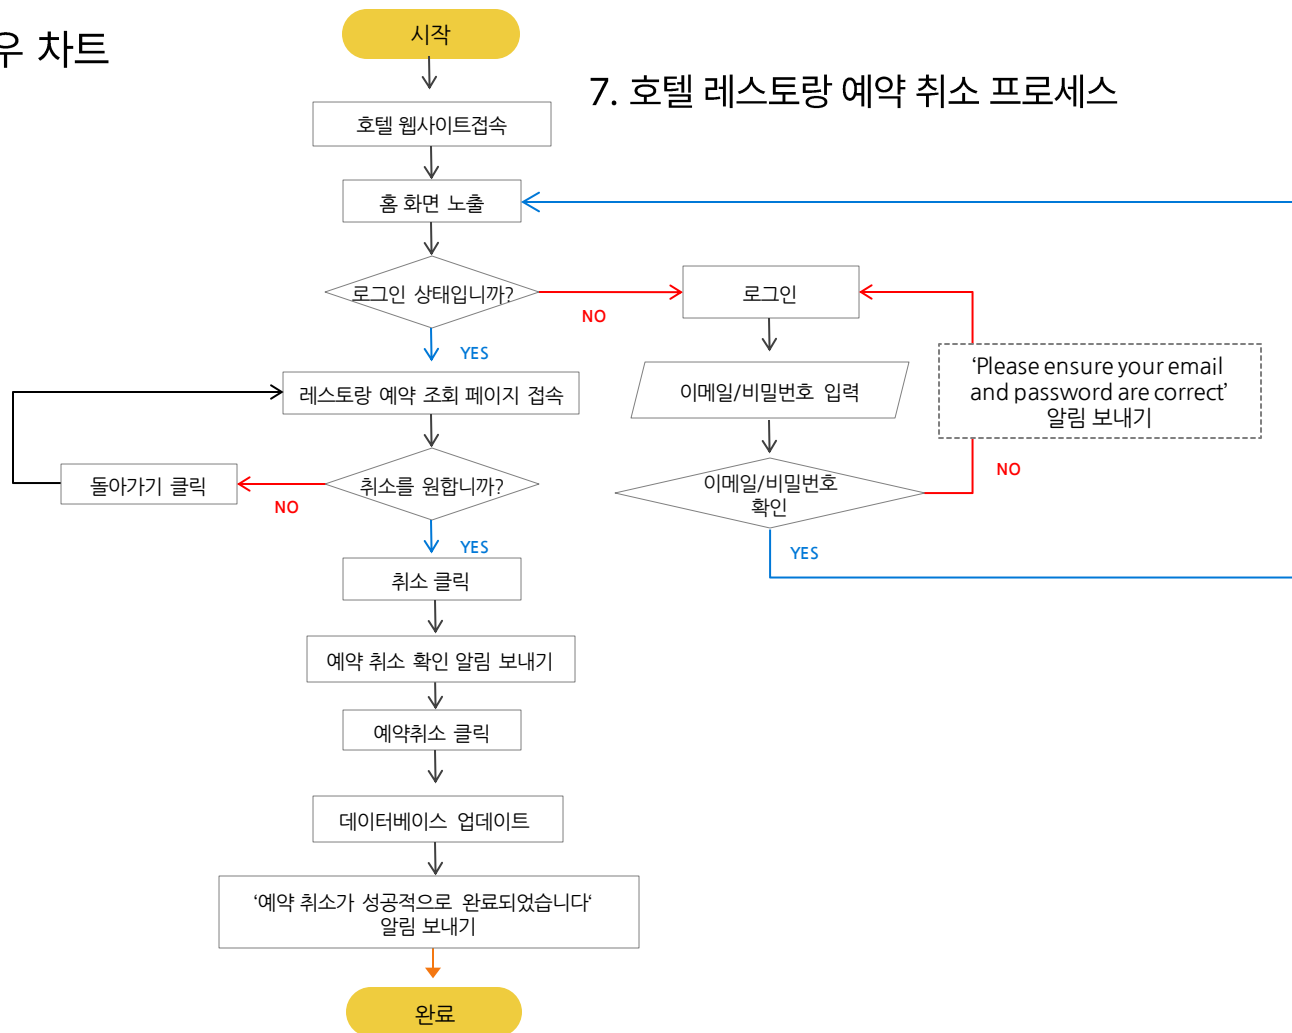 우 차트
시작
7. 호텔 레스토랑 예약 취소 프로세스
호텔 웹사이트접속
홈 화면 노출
로그인 상태입니까?
NO
로그인
YES
'Please ensure your email
and password are correct'
알림 보내기
레스토랑 예약 조회 페이지 접속
이메일/비밀번호 입력
NO
돌아가기 클릭
NO
취소를 원합니까?
이메일/비밀번호
확인
YES
YES
취소 클릭
예약 취소 확인 알림 보내기
예약취소 클릭
데이터베이스 업데이트
‘예약 취소가 성공적으로 완료되었습니다‘
알림 보내기
완료